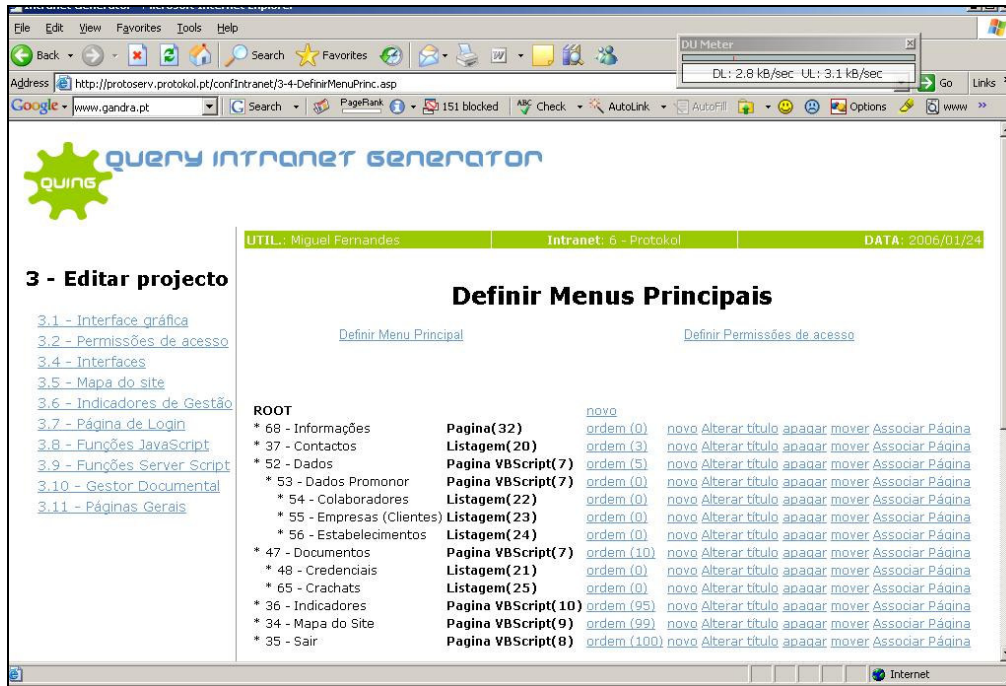 File Edit View Favorites Tools Help
Back Search Favorites
DU Meter
DL: 2.8 kB/sec UL: 3.1 kB/sec
Address http://protoserv.protokol.pt/confIntranet/3-4-DefinirMenuPrinc.asp Go Links
Google www.gandra.pt Search PageRank 151 blocked Check AutoLink AutoFill Options www
QUING QUERY INTRANET GENERATOR
UTIL.: Miguel Fernandes Intranet: 6 - Protokol DATA: 2006/01/24
3 - Editar projecto
3.1 - Interface gráfica
3.2 - Permissões de acesso
3.4 - Interfaces
3.5 - Mapa do site
3.6 - Indicadores de Gestão
3.7 - Página de Login
3.8 - Funções JavaScript
3.9 - Funções Server Script
3.10 - Gestor Documental
3.11 - Páginas Gerais
Definir Menus Principais
Definir Menu Principal Definir Permissões de acesso
ROOT novo
* 68 - Informações Pagina(32) ordem (0) novo Alterar título apagar mover Associar Página
* 37 - Contactos Listagem(20) ordem (3) novo Alterar título apagar mover Associar Página
* 52 - Dados Pagina VBScript(7) ordem (5) novo Alterar título apagar mover Associar Página
* 53 - Dados Promonor Pagina VBScript(7) ordem (0) novo Alterar título apagar mover Associar Página
* 54 - Colaboradores Listagem(22) ordem (0) novo Alterar título apagar mover Associar Página
* 55 - Empresas (Clientes) Listagem(23) ordem (0) novo Alterar título apagar mover Associar Página
* 56 - Estabelecimentos Listagem(24) ordem (0) novo Alterar título apagar mover Associar Página
* 47 - Documentos Pagina VBScript(7) ordem (10) novo Alterar título apagar mover Associar Página
* 48 - Credenciais Listagem(21) ordem (0) novo Alterar título apagar mover Associar Página
* 65 - Crachats Listagem(25) ordem (0) novo Alterar título apagar mover Associar Página
* 36 - Indicadores Pagina VBScript(10) ordem (95) novo Alterar título apagar mover Associar Página
* 34 - Mapa do Site Pagina VBScript(9) ordem (99) novo Alterar título apagar mover Associar Página
* 35 - Sair Pagina VBScript(8) ordem (100) novo Alterar título apagar mover Associar Página
Internet